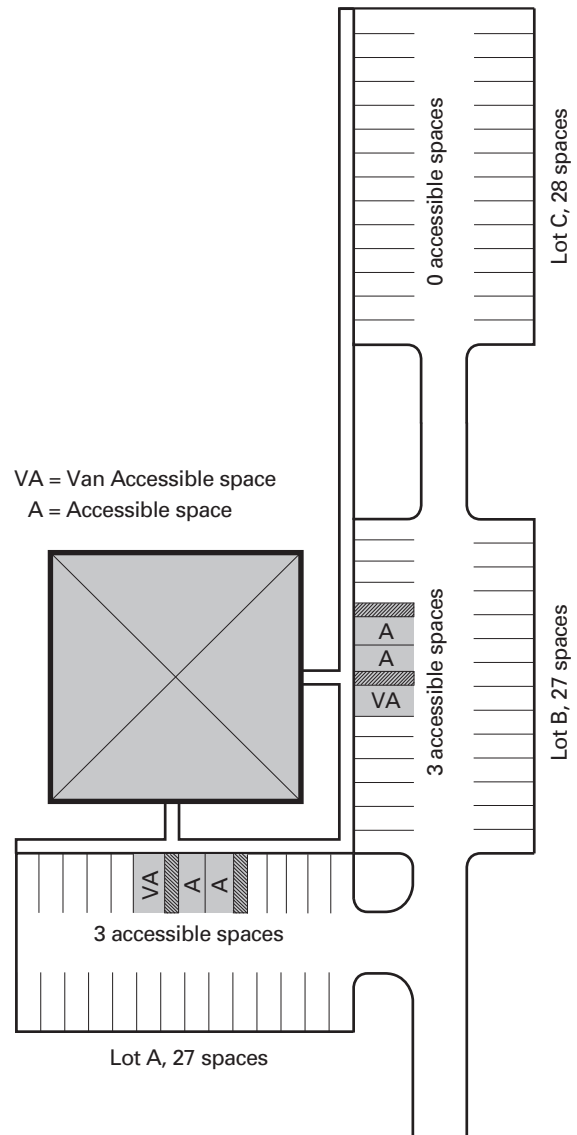 0 accessible spaces
Lot C, 28 spaces
VA = Van Accessible space
A = Accessible space
A
A
VA
3 accessible spaces
Lot B, 27 spaces
VA
A
A
3 accessible spaces
Lot A, 27 spaces